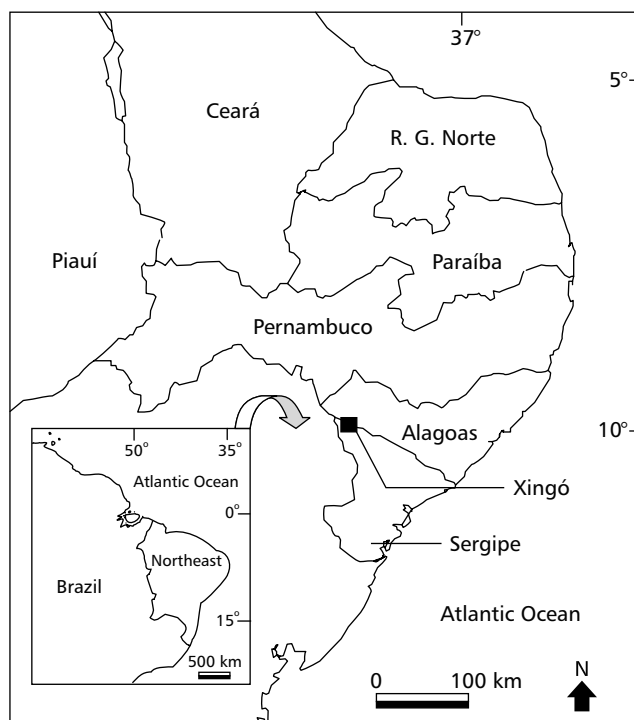 37°
5°
Ceará
R. G. Norte
Piauí
Paraíba
Pernambuco
Alagoas
10°
Xingó
Sergipe
Atlantic Ocean
0 100 km
N
50° 35°
Atlantic Ocean
0°
Northeast
Brazil
15°
500 km